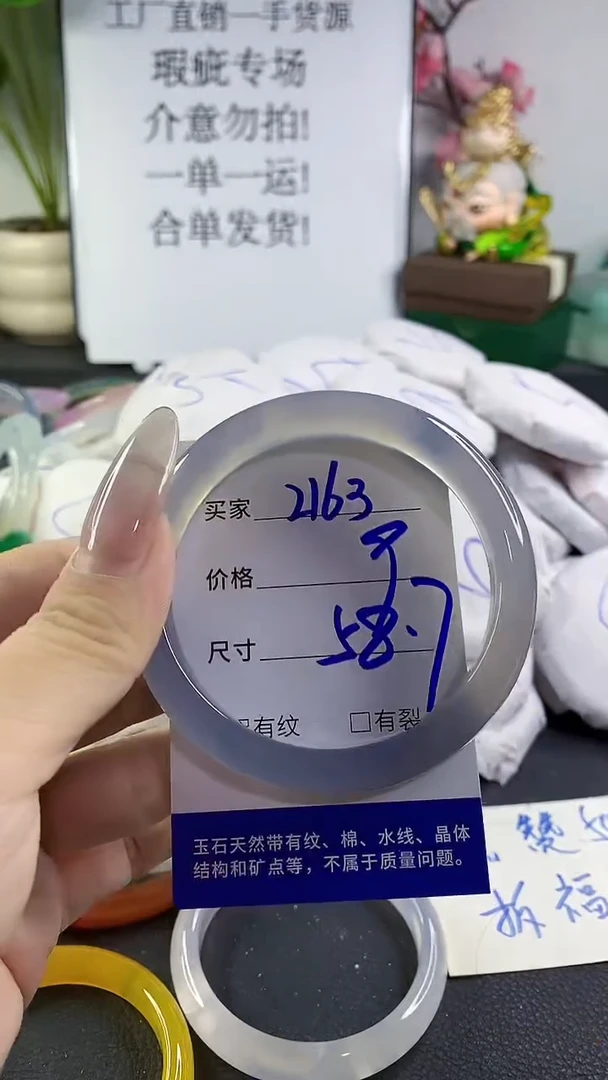 工厂直销一手货源
瑕疵专场
介意勿拍!
一单一运!
合单发货!
买家 2163
价格
尺寸 58.7
有纹 □有裂
玉石天然带有纹、棉、水线、晶体
结构和矿点等，不属于质量问题。
拆福